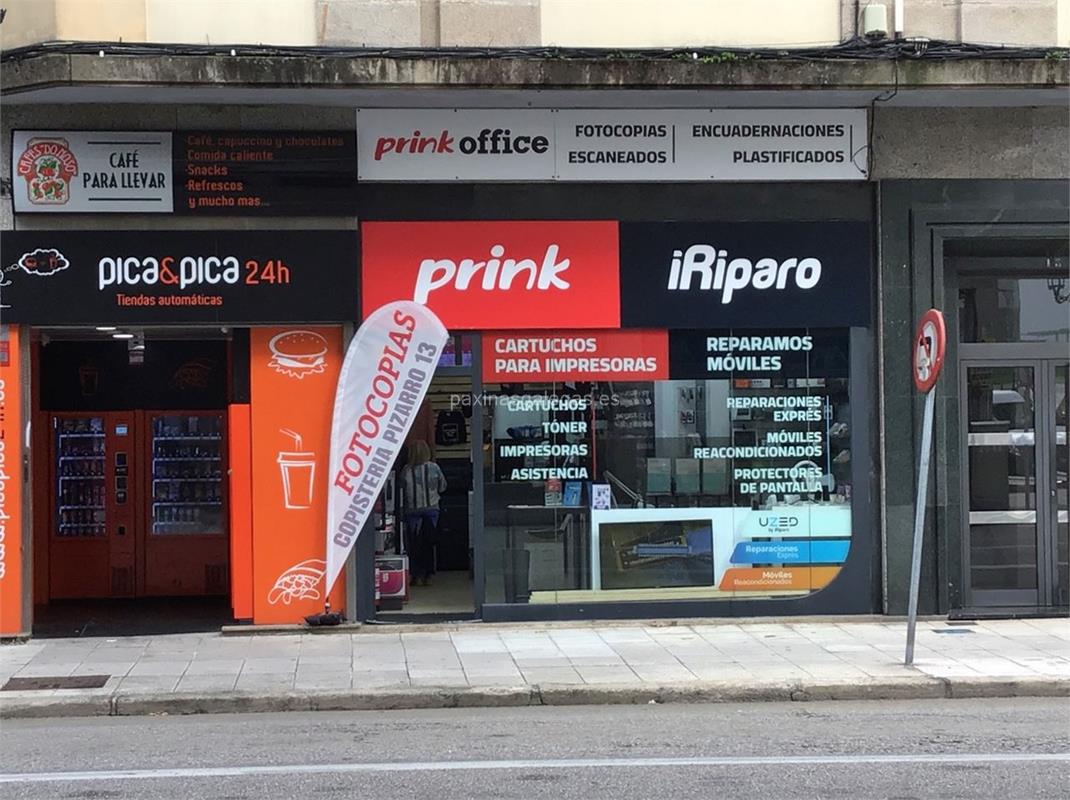 CAFÉ
PARA LLEVAR
·Café, capuccino y chocolates
·Comida caliente
·Snacks
·Refrescos
y mucho mas...
prink office
FOTOCOPIAS
ESCANEADOS
ENCUADERNACIONES
PLASTIFICADOS
pica&pica 24h
Tiendas automáticas
prink
iRiparo
CARTUCHOS
PARA IMPRESORAS
REPARAMOS
MÓVILES
FOTOCOPIAS
COPISTERIA PIZARRO 13
CARTUCHOS
TÓNER
IMPRESORAS
ASISTENCIA
REPARACIONES
EXPRÉS
MÓVILES
REACONDICIONADOS
PROTECTORES
DE PANTALLA
UZED
by iRiparo
Reparaciones
Exprés
Móviles
Reacondicionados
paxinasgalegas.es